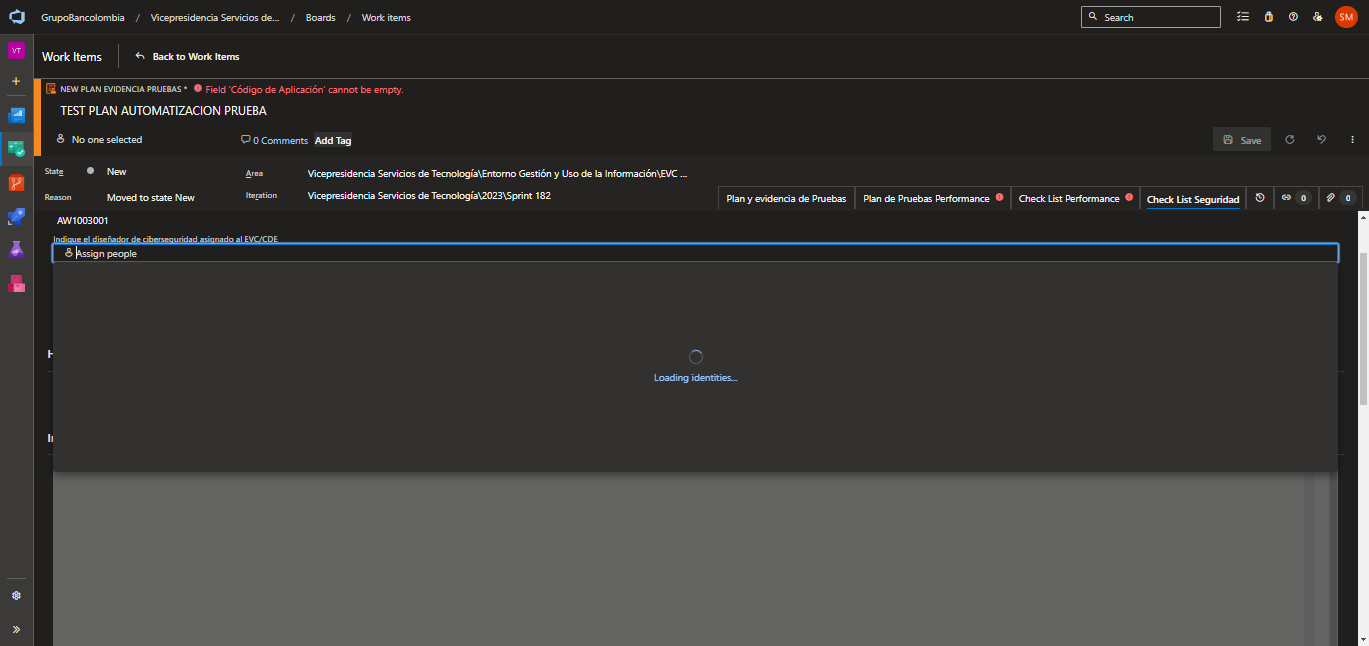 GrupoBancolombia / Vicepresidencia Servicios de... / Boards / Work items
Search
SM
VT
Work Items
Back to Work Items
NEW PLAN EVIDENCIA PRUEBAS * Field 'Código de Aplicación' cannot be empty.
TEST PLAN AUTOMATIZACION PRUEBA
No one selected
0 Comments
Add Tag
Save
State
New
Area
Vicepresidencia Servicios de Tecnología\Entorno Gestión y Uso de la Información\EVC ...
Reason
Moved to state New
Iteration
Vicepresidencia Servicios de Tecnología\2023\Sprint 182
Plan y evidencia de Pruebas
Plan de Pruebas Performance
Check List Performance
Check List Seguridad
0
0
AW1003001
Indique el diseñador de ciberseguridad asignado al EVC/CDE
Assign people
Loading identities...